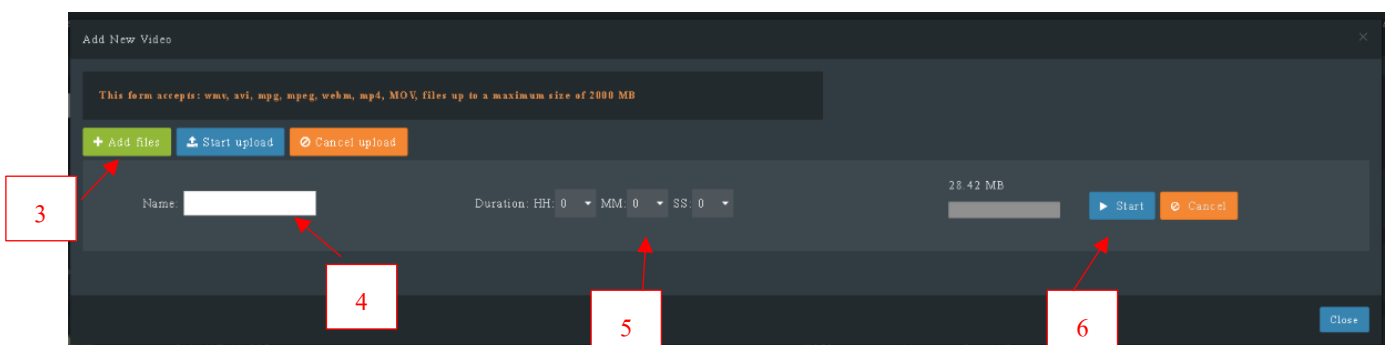 Add New Video ×
This form accepts: wmv, avi, mpg, mpeg, webm, mp4, MOV, files up to a maximum size of 2000 MB
+ Add files Start upload Cancel upload
28.42 MB
Name: Duration: HH: 0 MM: 0 SS: 0 Start Cancel
3
4
5
6
Close